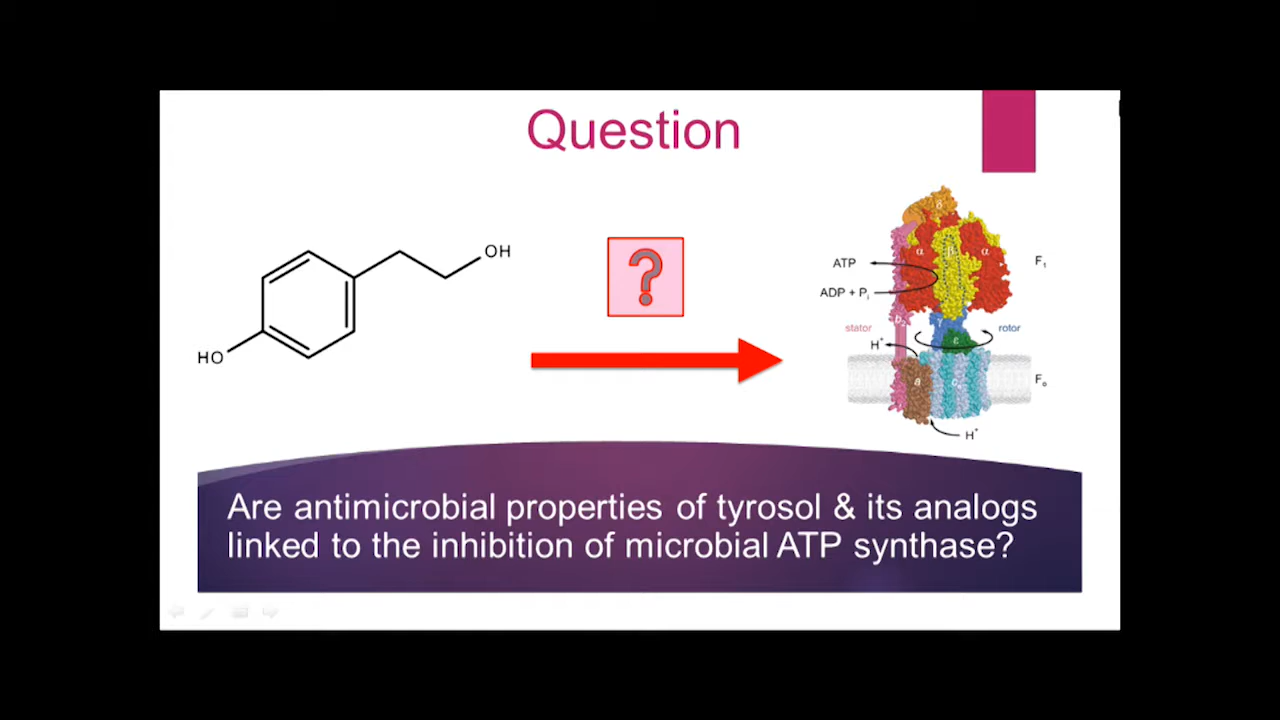 Question
OH
HO
?
δ
α
β
α
ATP
ADP + Pi
F1
b2
γ
stator
rotor
ε
H+
a
c
Fo
H+
Are antimicrobial properties of tyrosol & its analogs
linked to the inhibition of microbial ATP synthase?